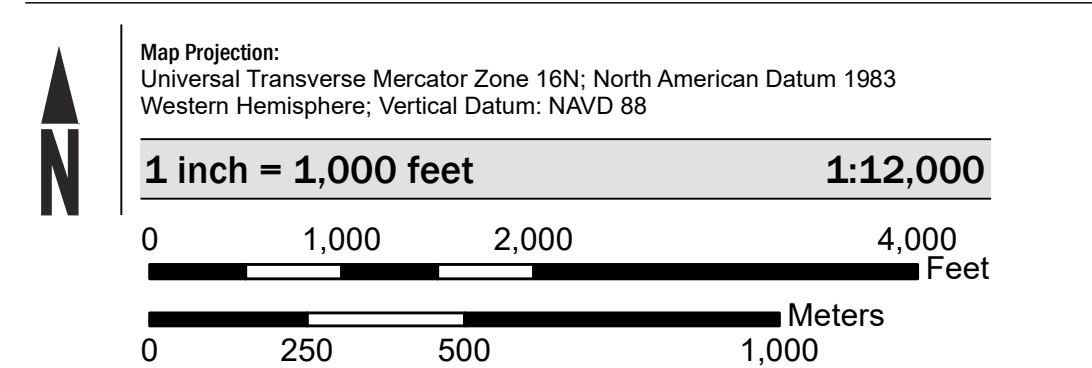 N
Map Projection:
Universal Transverse Mercator Zone 16N; North American Datum 1983
Western Hemisphere; Vertical Datum: NAVD 88
1 inch = 1,000 feet 1:12,000
0 1,000 2,000 4,000
Feet
Meters
0 250 500 1,000